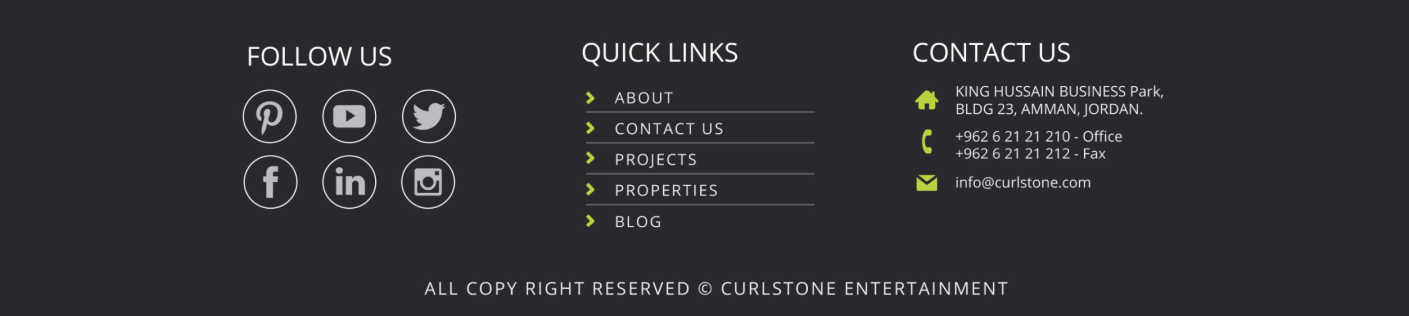 FOLLOW US
QUICK LINKS
ABOUT
CONTACT US
PROJECTS
PROPERTIES
BLOG
CONTACT US
KING HUSSAIN BUSINESS Park,
BLDG 23, AMMAN, JORDAN.
+962 6 21 21 210 - Office
+962 6 21 21 212 - Fax
info@curlstone.com
ALL COPY RIGHT RESERVED © CURLSTONE ENTERTAINMENT